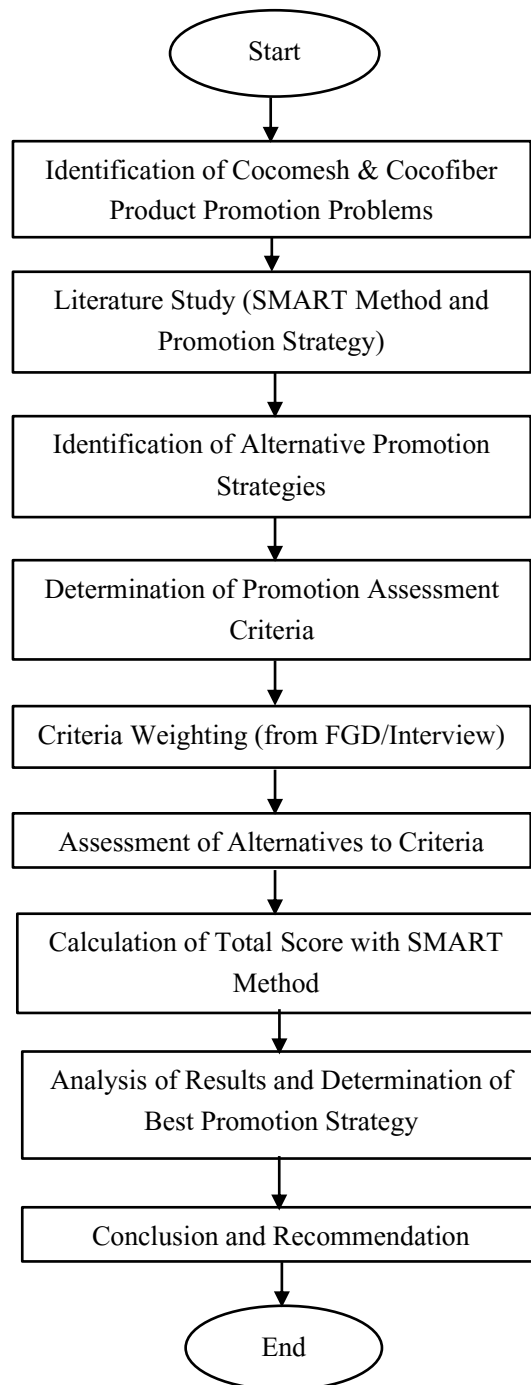 Start
Identification of Cocomesh & Cocofiber
Product Promotion Problems
Literature Study (SMART Method and
Promotion Strategy)
Identification of Alternative Promotion
Strategies
Determination of Promotion Assessment
Criteria
Criteria Weighting (from FGD/Interview)
Assessment of Alternatives to Criteria
Calculation of Total Score with SMART
Method
Analysis of Results and Determination of
Best Promotion Strategy
Conclusion and Recommendation
End